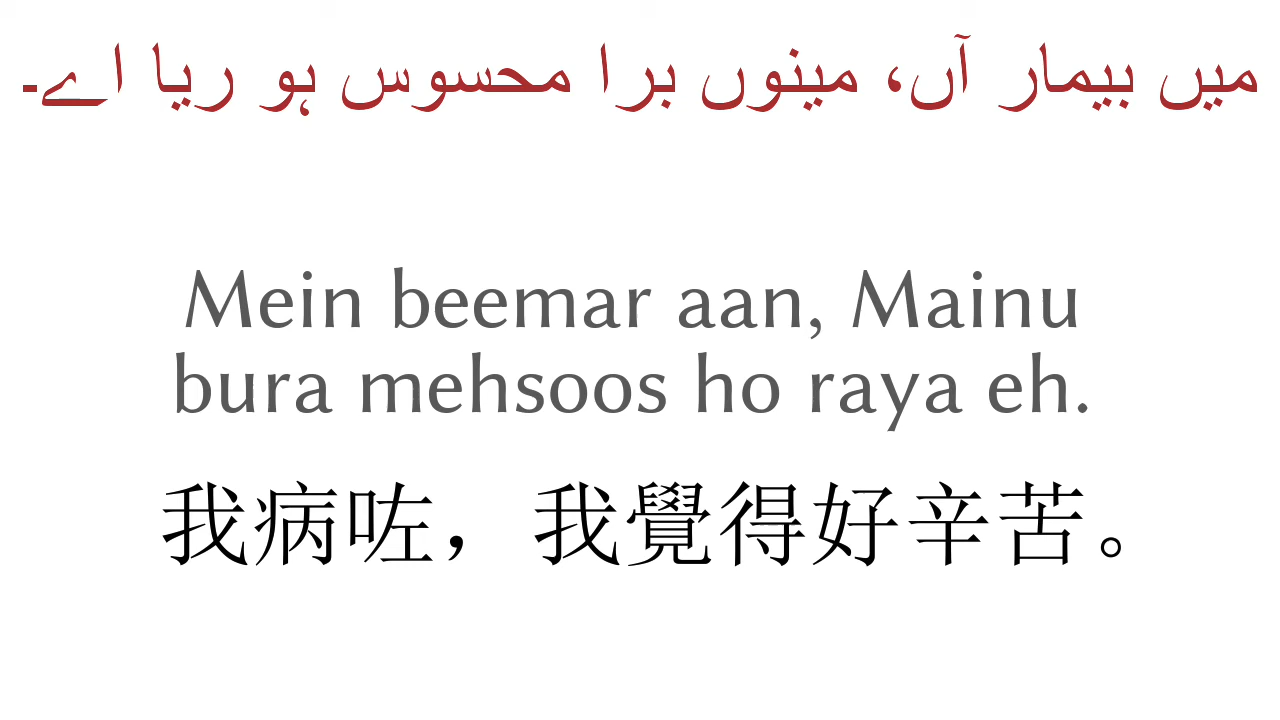 میں بیمار آں، مینوں برا محسوس ہو ریا اے۔
Mein beemar aan, Mainu
bura mehsoos ho raya eh.
我病咗，我覺得好辛苦。